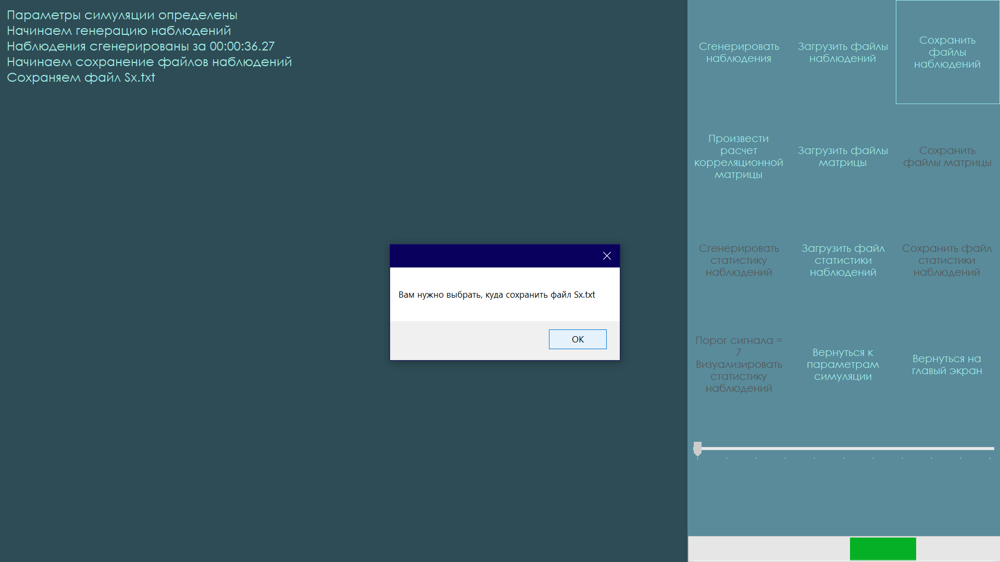 Параметры симуляции определены
Начинаем генерацию наблюдений
Наблюдения сгенерированы за 00:00:36.27
Начинаем сохранение файлов наблюдений
Сохраняем файл Sx.txt
Сгенерировать
наблюдения
Загрузить файлы
наблюдений
Сохранить
файлы
наблюдений
Произвести
расчет
корреляционной
матрицы
Загрузить файлы
матрицы
Сохранить
файлы матрицы
Сгенерировать
статистику
наблюдений
Загрузить файл
статистики
наблюдений
Сохранить файл
статистики
наблюдений
Порог сигнала =
7
Визуализировать
статистику
наблюдений
Вернуться к
параметрам
симуляции
Вернуться на
главый экран
Вам нужно выбрать, куда сохранить файл Sx.txt
ОК